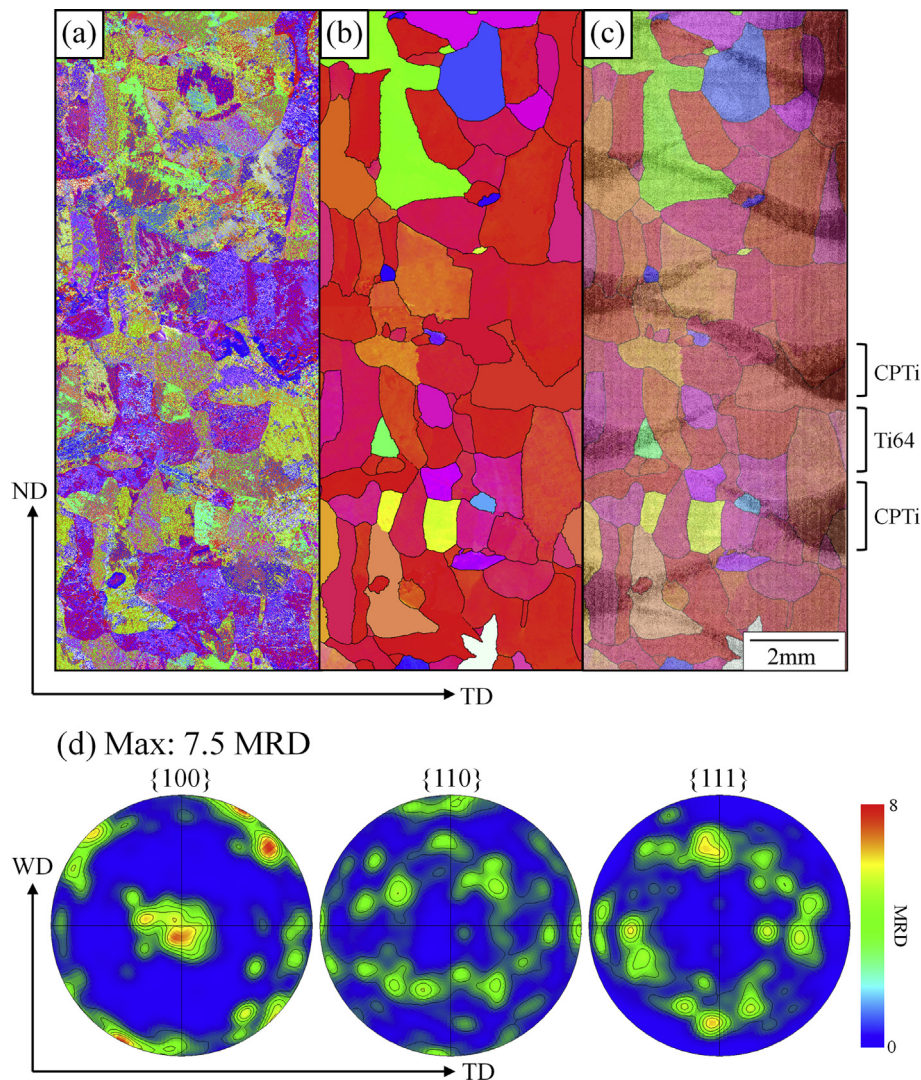 (a)
(b)
(c)
CPTi
Ti64
CPTi
ND
2mm
TD
(d) Max: 7.5 MRD
{100}
{110}
{111}
8
WD
MRD
0
TD